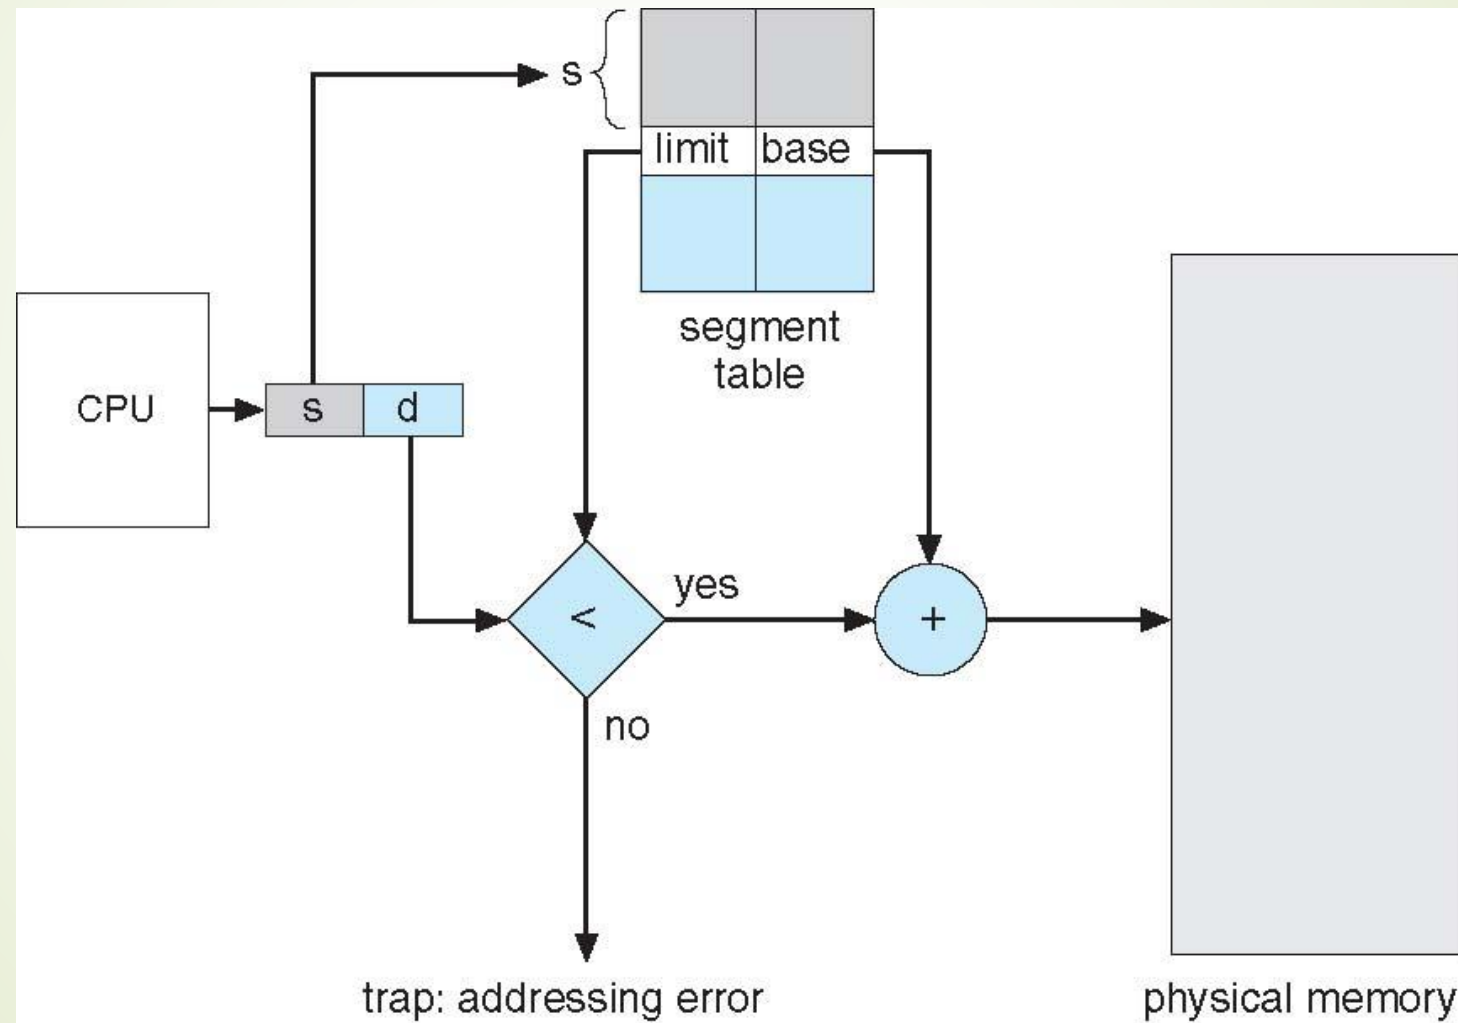 s
limit base
segment
table
CPU
s d
yes
<
+
no
trap: addressing error
physical memory